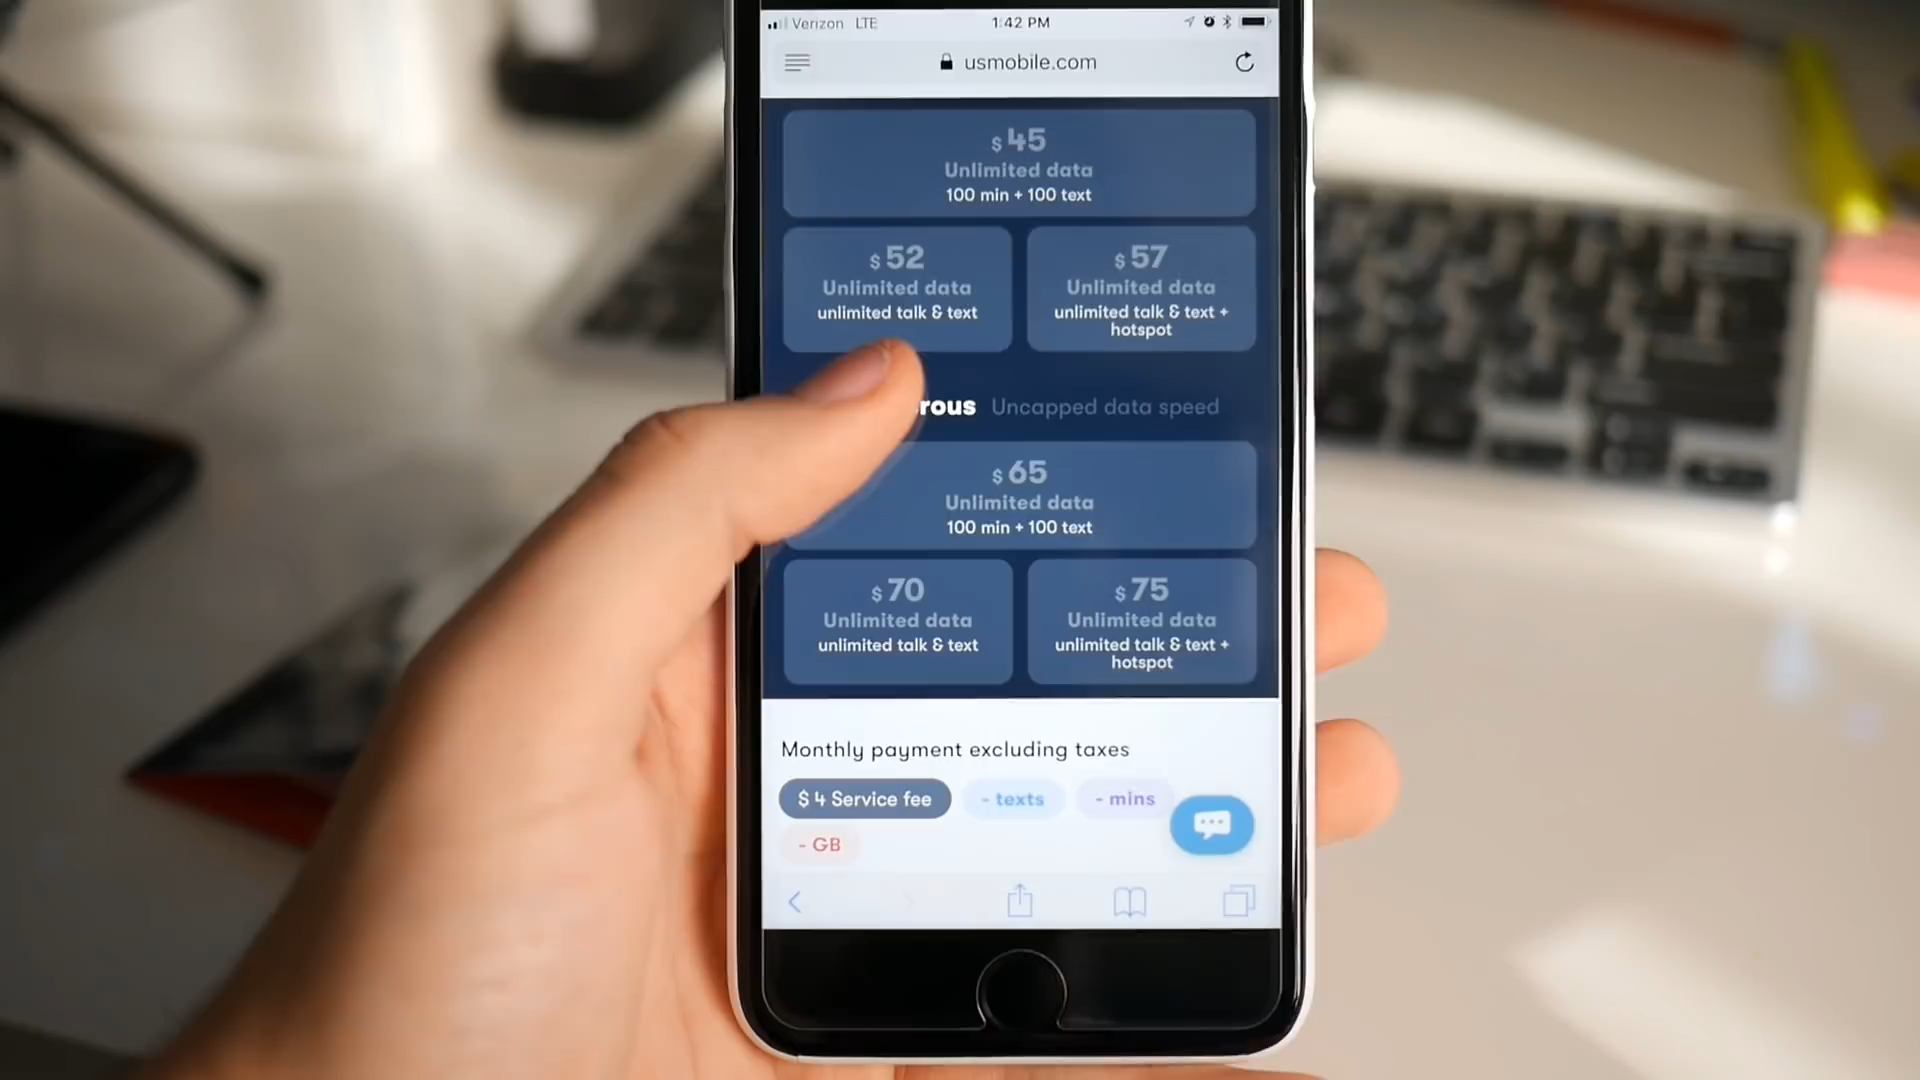 Verizon LTE 1:42 PM
usmobile.com
$45
Unlimited data
100 min + 100 text
$52
Unlimited data
unlimited talk & text
$57
Unlimited data
unlimited talk & text +
hotspot
rous Uncapped data speed
$65
Unlimited data
100 min + 100 text
$70
Unlimited data
unlimited talk & text
$75
Unlimited data
unlimited talk & text +
hotspot
Monthly payment excluding taxes
$4 Service fee - texts - mins
- GB